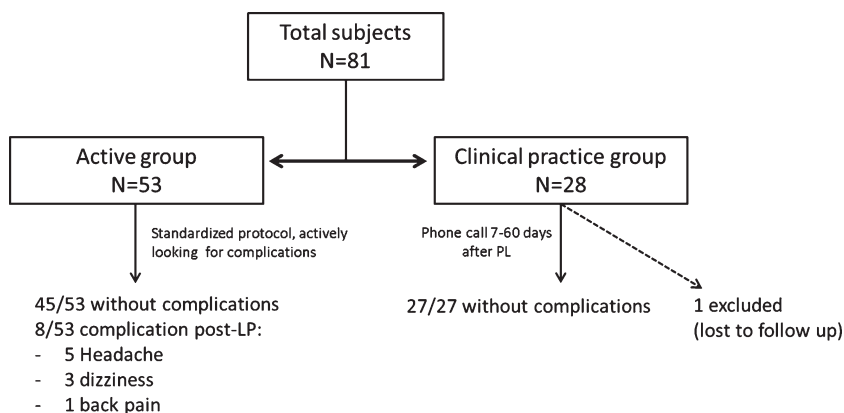 Total subjects
N=81
Active group
N=53
Clinical practice group
N=28
Standardized protocol, actively
looking for complications
Phone call 7-60 days
after PL
45/53 without complications
8/53 complication post-LP:
- 5 Headache
- 3 dizziness
- 1 back pain
27/27 without complications
1 excluded
(lost to follow up)